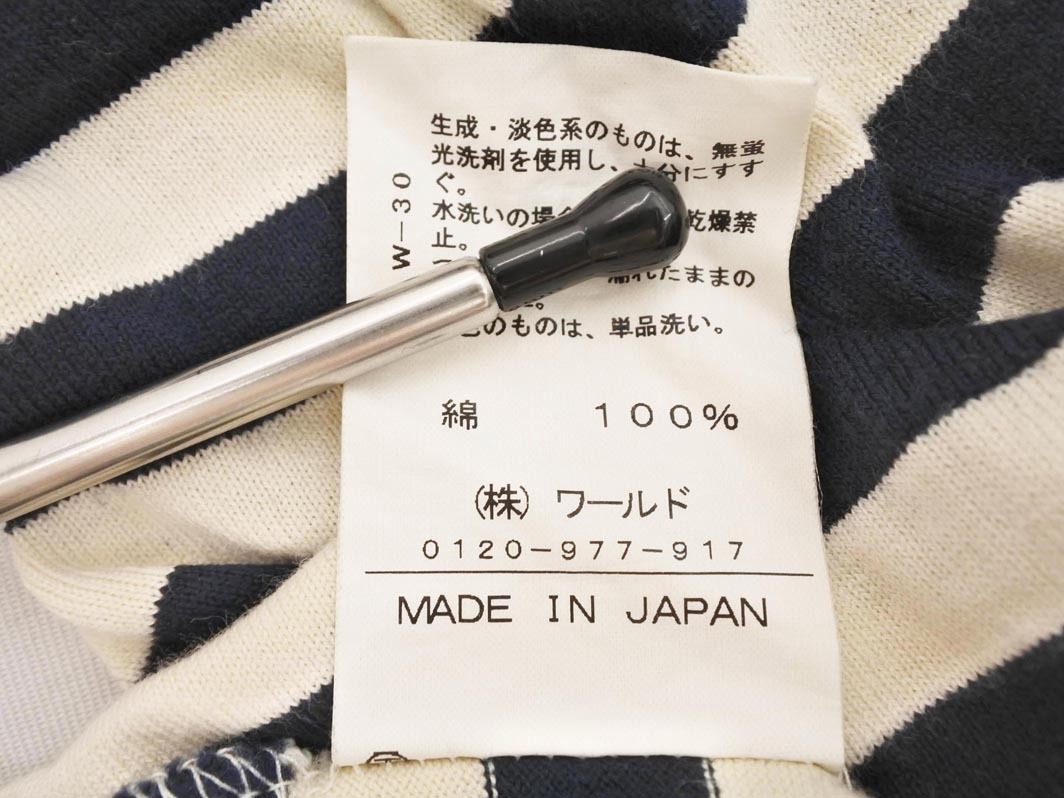 生成・淡色系のものは、無蛍
光洗剤を使用し、十分にすす
ぐ。
水洗いの場合 乾燥禁
止。
濡れたままの
のものは、単品洗い。
W－30
綿 100％
㈱ ワールド
0120－977－917
MADE IN JAPAN